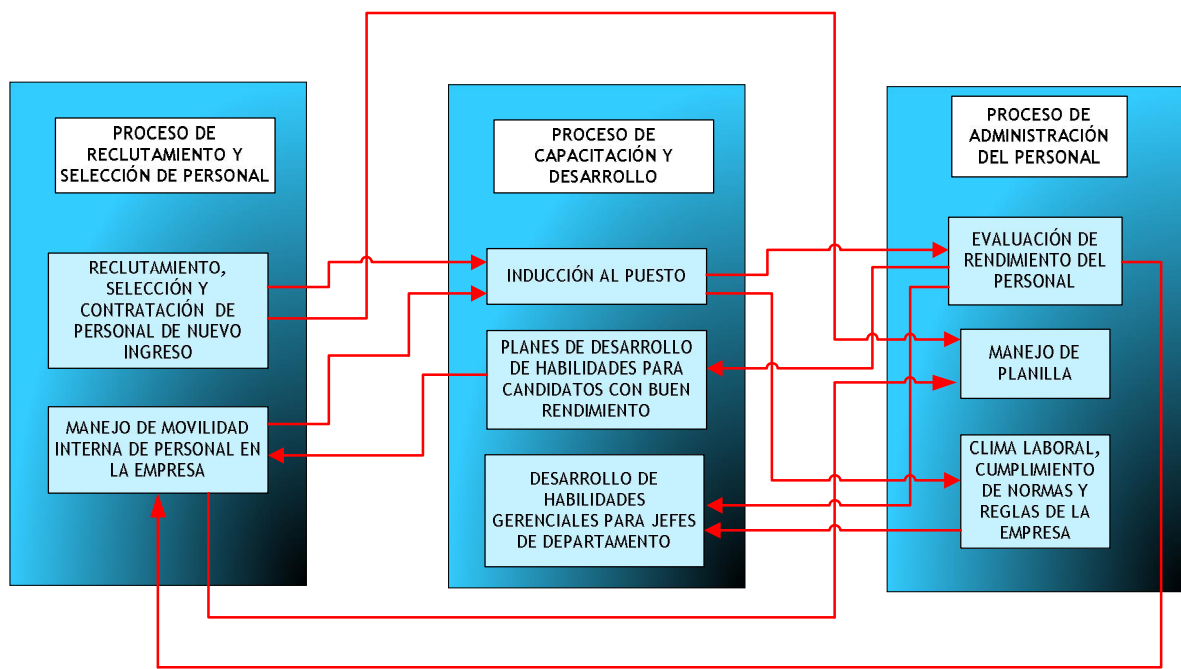 PROCESO DE
RECLUTAMIENTO Y
SELECCIÓN DE PERSONAL
RECLUTAMIENTO,
SELECCIÓN Y
CONTRATACIÓN DE
PERSONAL DE NUEVO
INGRESO
MANEJO DE MOVILIDAD
INTERNA DE PERSONAL EN
LA EMPRESA
PROCESO DE
CAPACITACIÓN Y
DESARROLLO
INDUCCIÓN AL PUESTO
PLANES DE DESARROLLO
DE HABILIDADES PARA
CANDIDATOS CON BUEN
RENDIMIENTO
DESARROLLO DE
HABILIDADES
GERENCIALES PARA JEFES
DE DEPARTAMENTO
PROCESO DE
ADMINISTRACIÓN
DEL PERSONAL
EVALUACIÓN DE
RENDIMIENTO DEL
PERSONAL
MANEJO DE
PLANILLA
CLIMA LABORAL,
CUMPLIMIENTO
DE NORMAS Y
REGLAS DE LA
EMPRESA